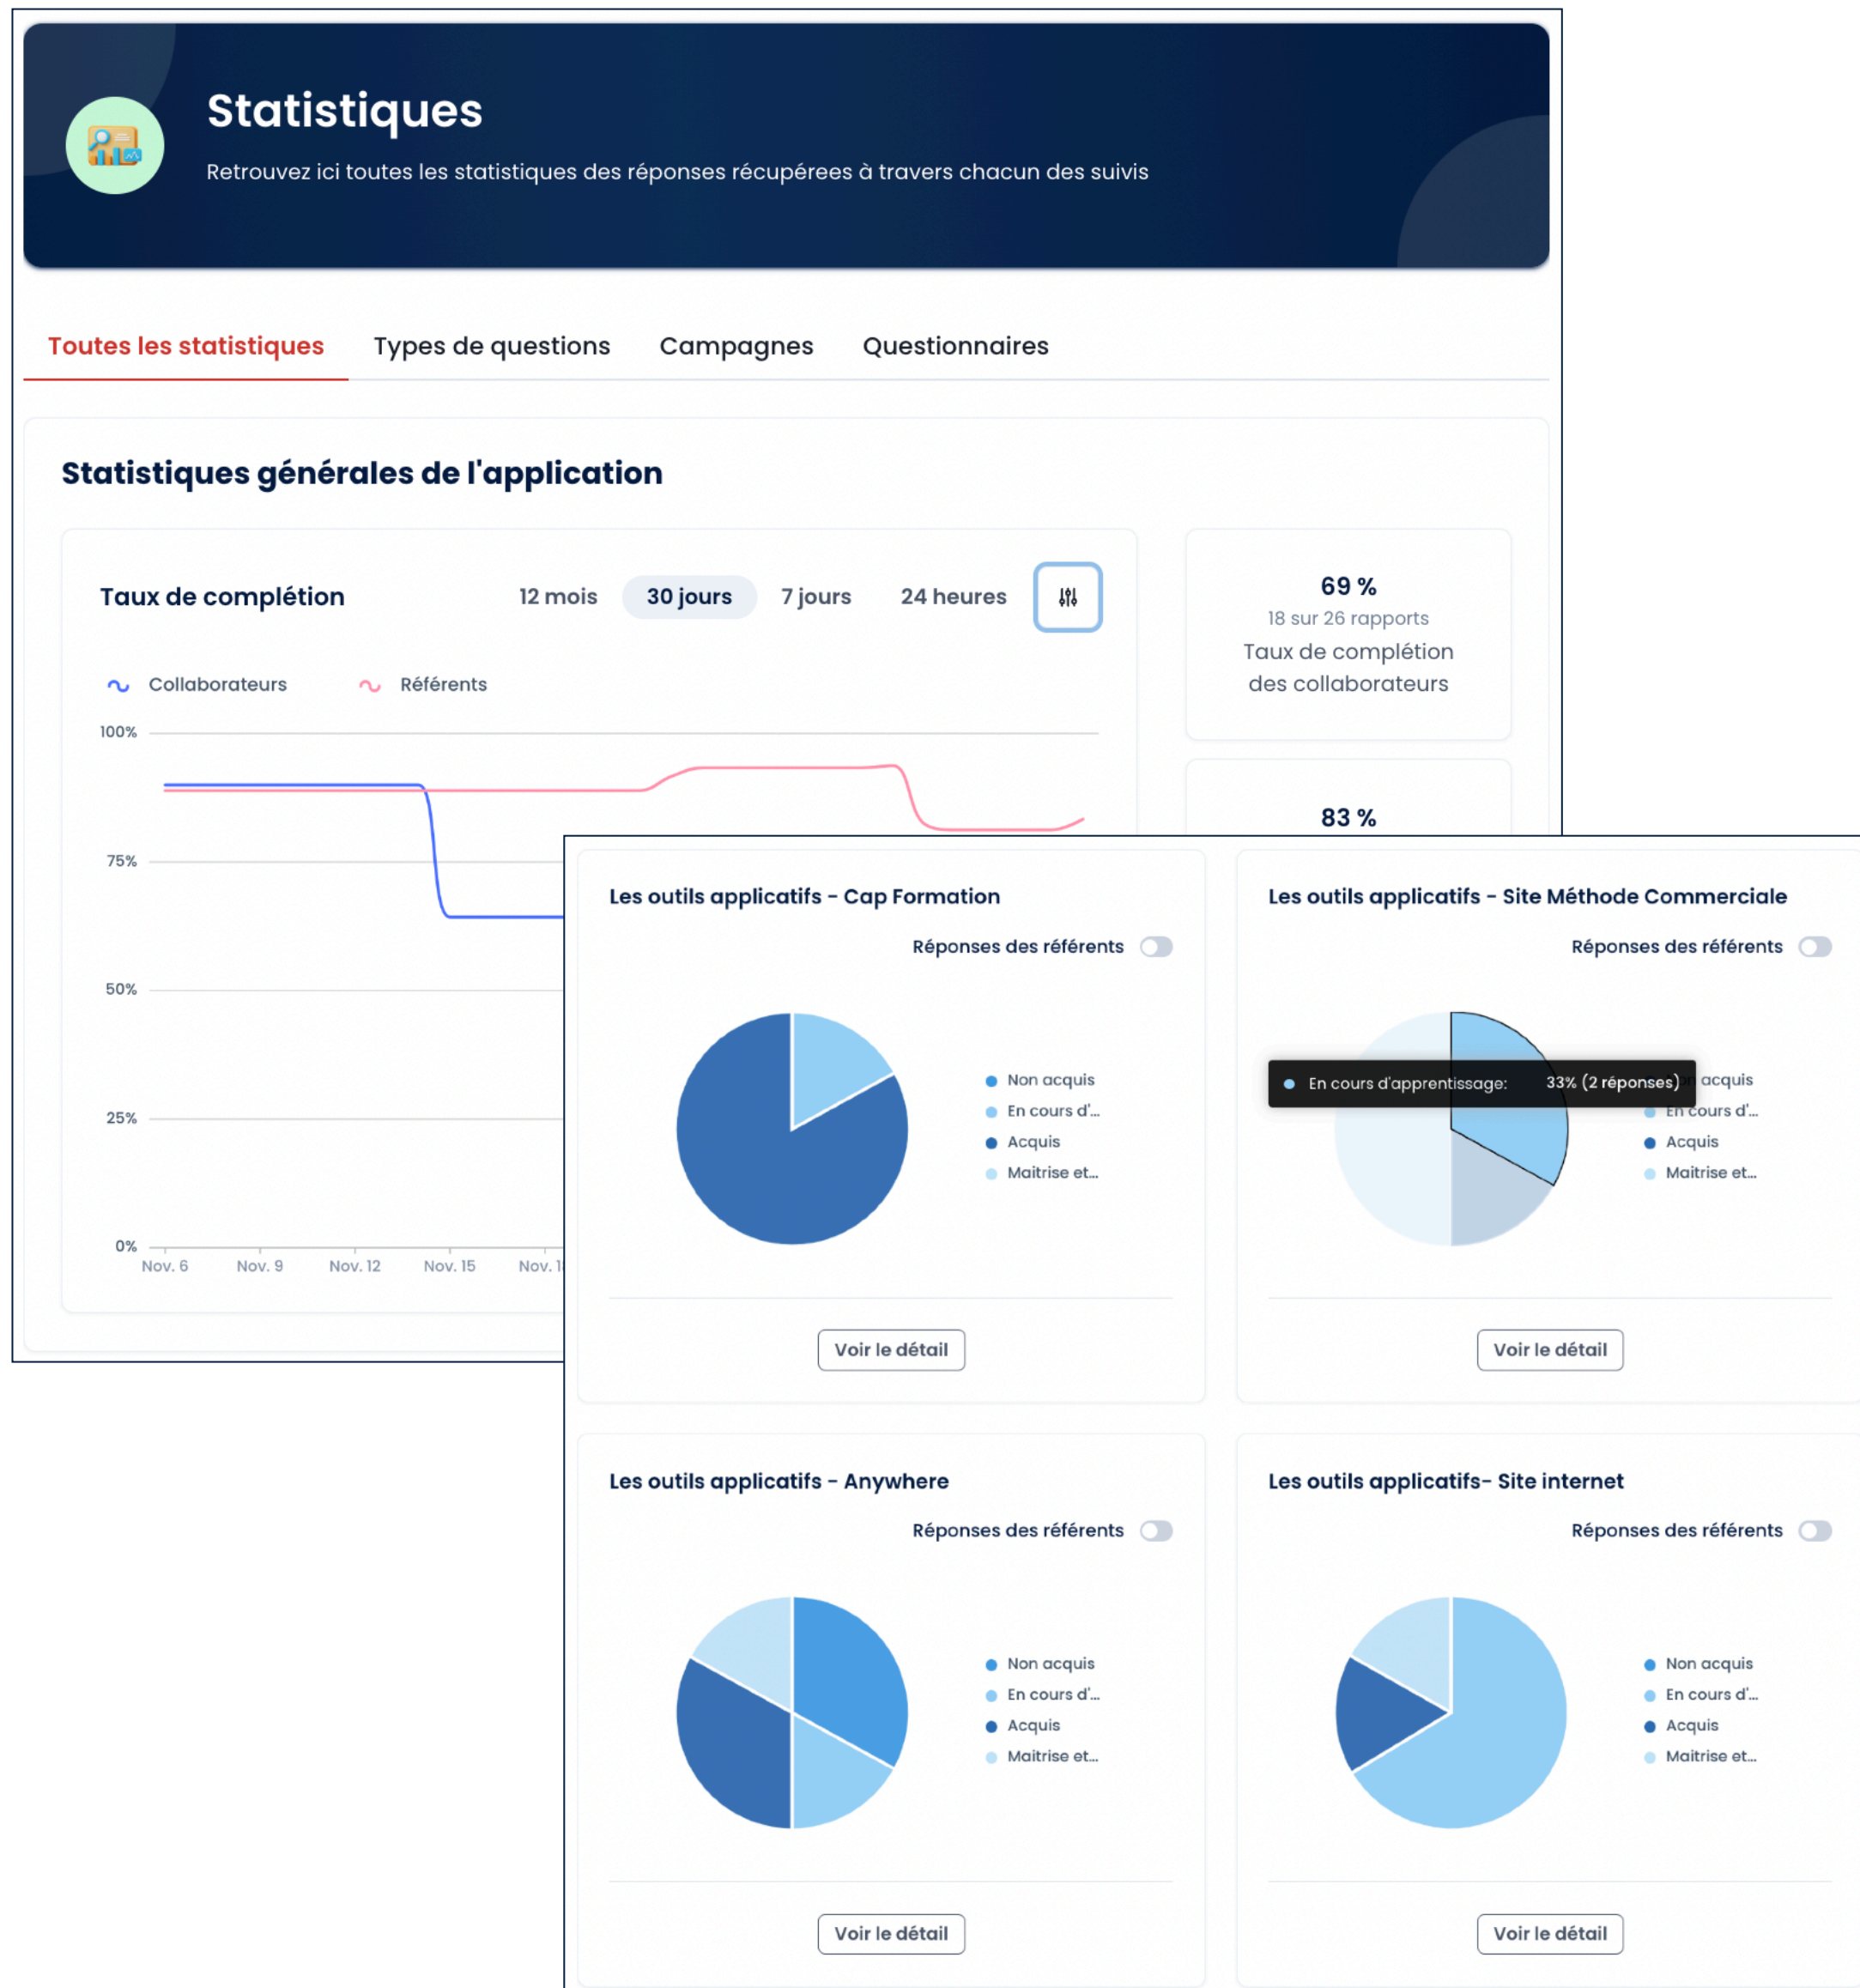 Statistiques
Retrouvez ici toutes les statistiques des réponses récupérees à travers chacun des suivis
Toutes les statistiques Types de questions Campagnes Questionnaires
Statistiques générales de l'application
Taux de complétion 12 mois 30 jours 7 jours 24 heures
Collaborateurs Référents
100%
75%
50%
25%
0%
Nov. 6 Nov. 9 Nov. 12 Nov. 15 Nov. 1
69 %
18 sur 26 rapports
Taux de complétion
des collaborateurs
83 %
Les outils applicatifs - Cap Formation
Réponses des référents
Non acquis
En cours d'...
Acquis
Maitrise et...
Voir le détail
Les outils applicatifs - Site Méthode Commerciale
Réponses des référents
En cours d'apprentissage: 33% (2 réponses)
acquis
En cours d'...
Acquis
Maitrise et...
Voir le détail
Les outils applicatifs - Anywhere
Réponses des référents
Non acquis
En cours d'...
Acquis
Maitrise et...
Voir le détail
Les outils applicatifs- Site internet
Réponses des référents
Non acquis
En cours d'...
Acquis
Maitrise et...
Voir le détail